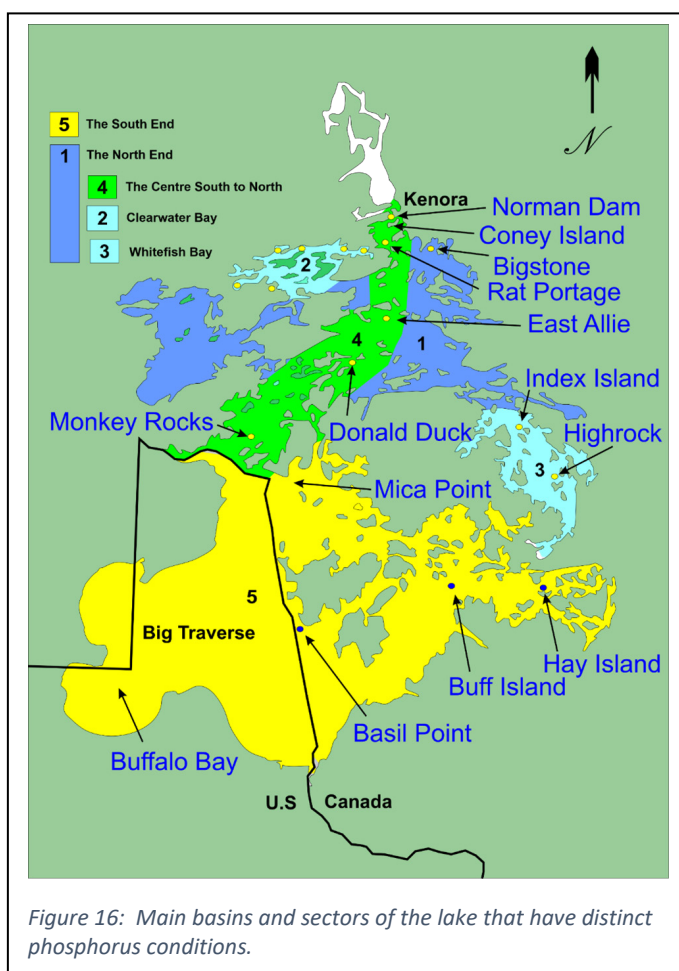 5 The South End
1 The North End
4 The Centre South to North
2 Clearwater Bay
3 Whitefish Bay
N
Kenora
Norman Dam
Coney Island
Bigstone
Rat Portage
2
East Allie
4
1
Index Island
Monkey Rocks
Donald Duck
Highrock
3
Mica Point
5
Big Traverse
Hay Island
Buff Island
Basil Point
Buffalo Bay
U.S Canada
Figure 16: Main basins and sectors of the lake that have distinct
phosphorus conditions.